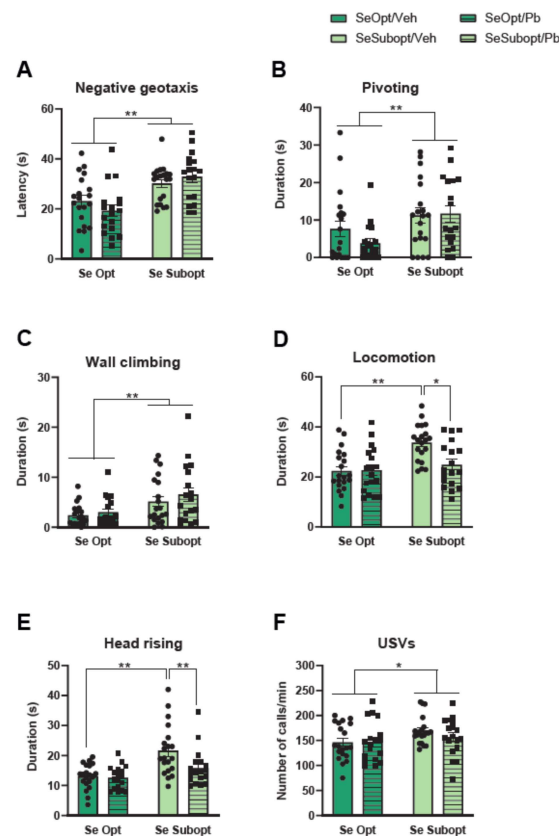 SeOpt/Veh SeOpt/Pb
SeSubopt/Veh SeSubopt/Pb
A
Negative geotaxis
**
Latency (s)
60
40
20
0
Se Opt Se Subopt
B
Pivoting
**
Duration (s)
40
30
20
10
0
Se Opt Se Subopt
C
Wall climbing
**
Duration (s)
30
20
10
0
Se Opt Se Subopt
D
Locomotion
** *
Duration (s)
60
40
20
0
Se Opt Se Subopt
E
Head rising
** **
Duration (s)
50
40
30
20
10
0
Se Opt Se Subopt
F
USVs
*
Number of calls/min
300
250
200
150
100
50
0
Se Opt Se Subopt